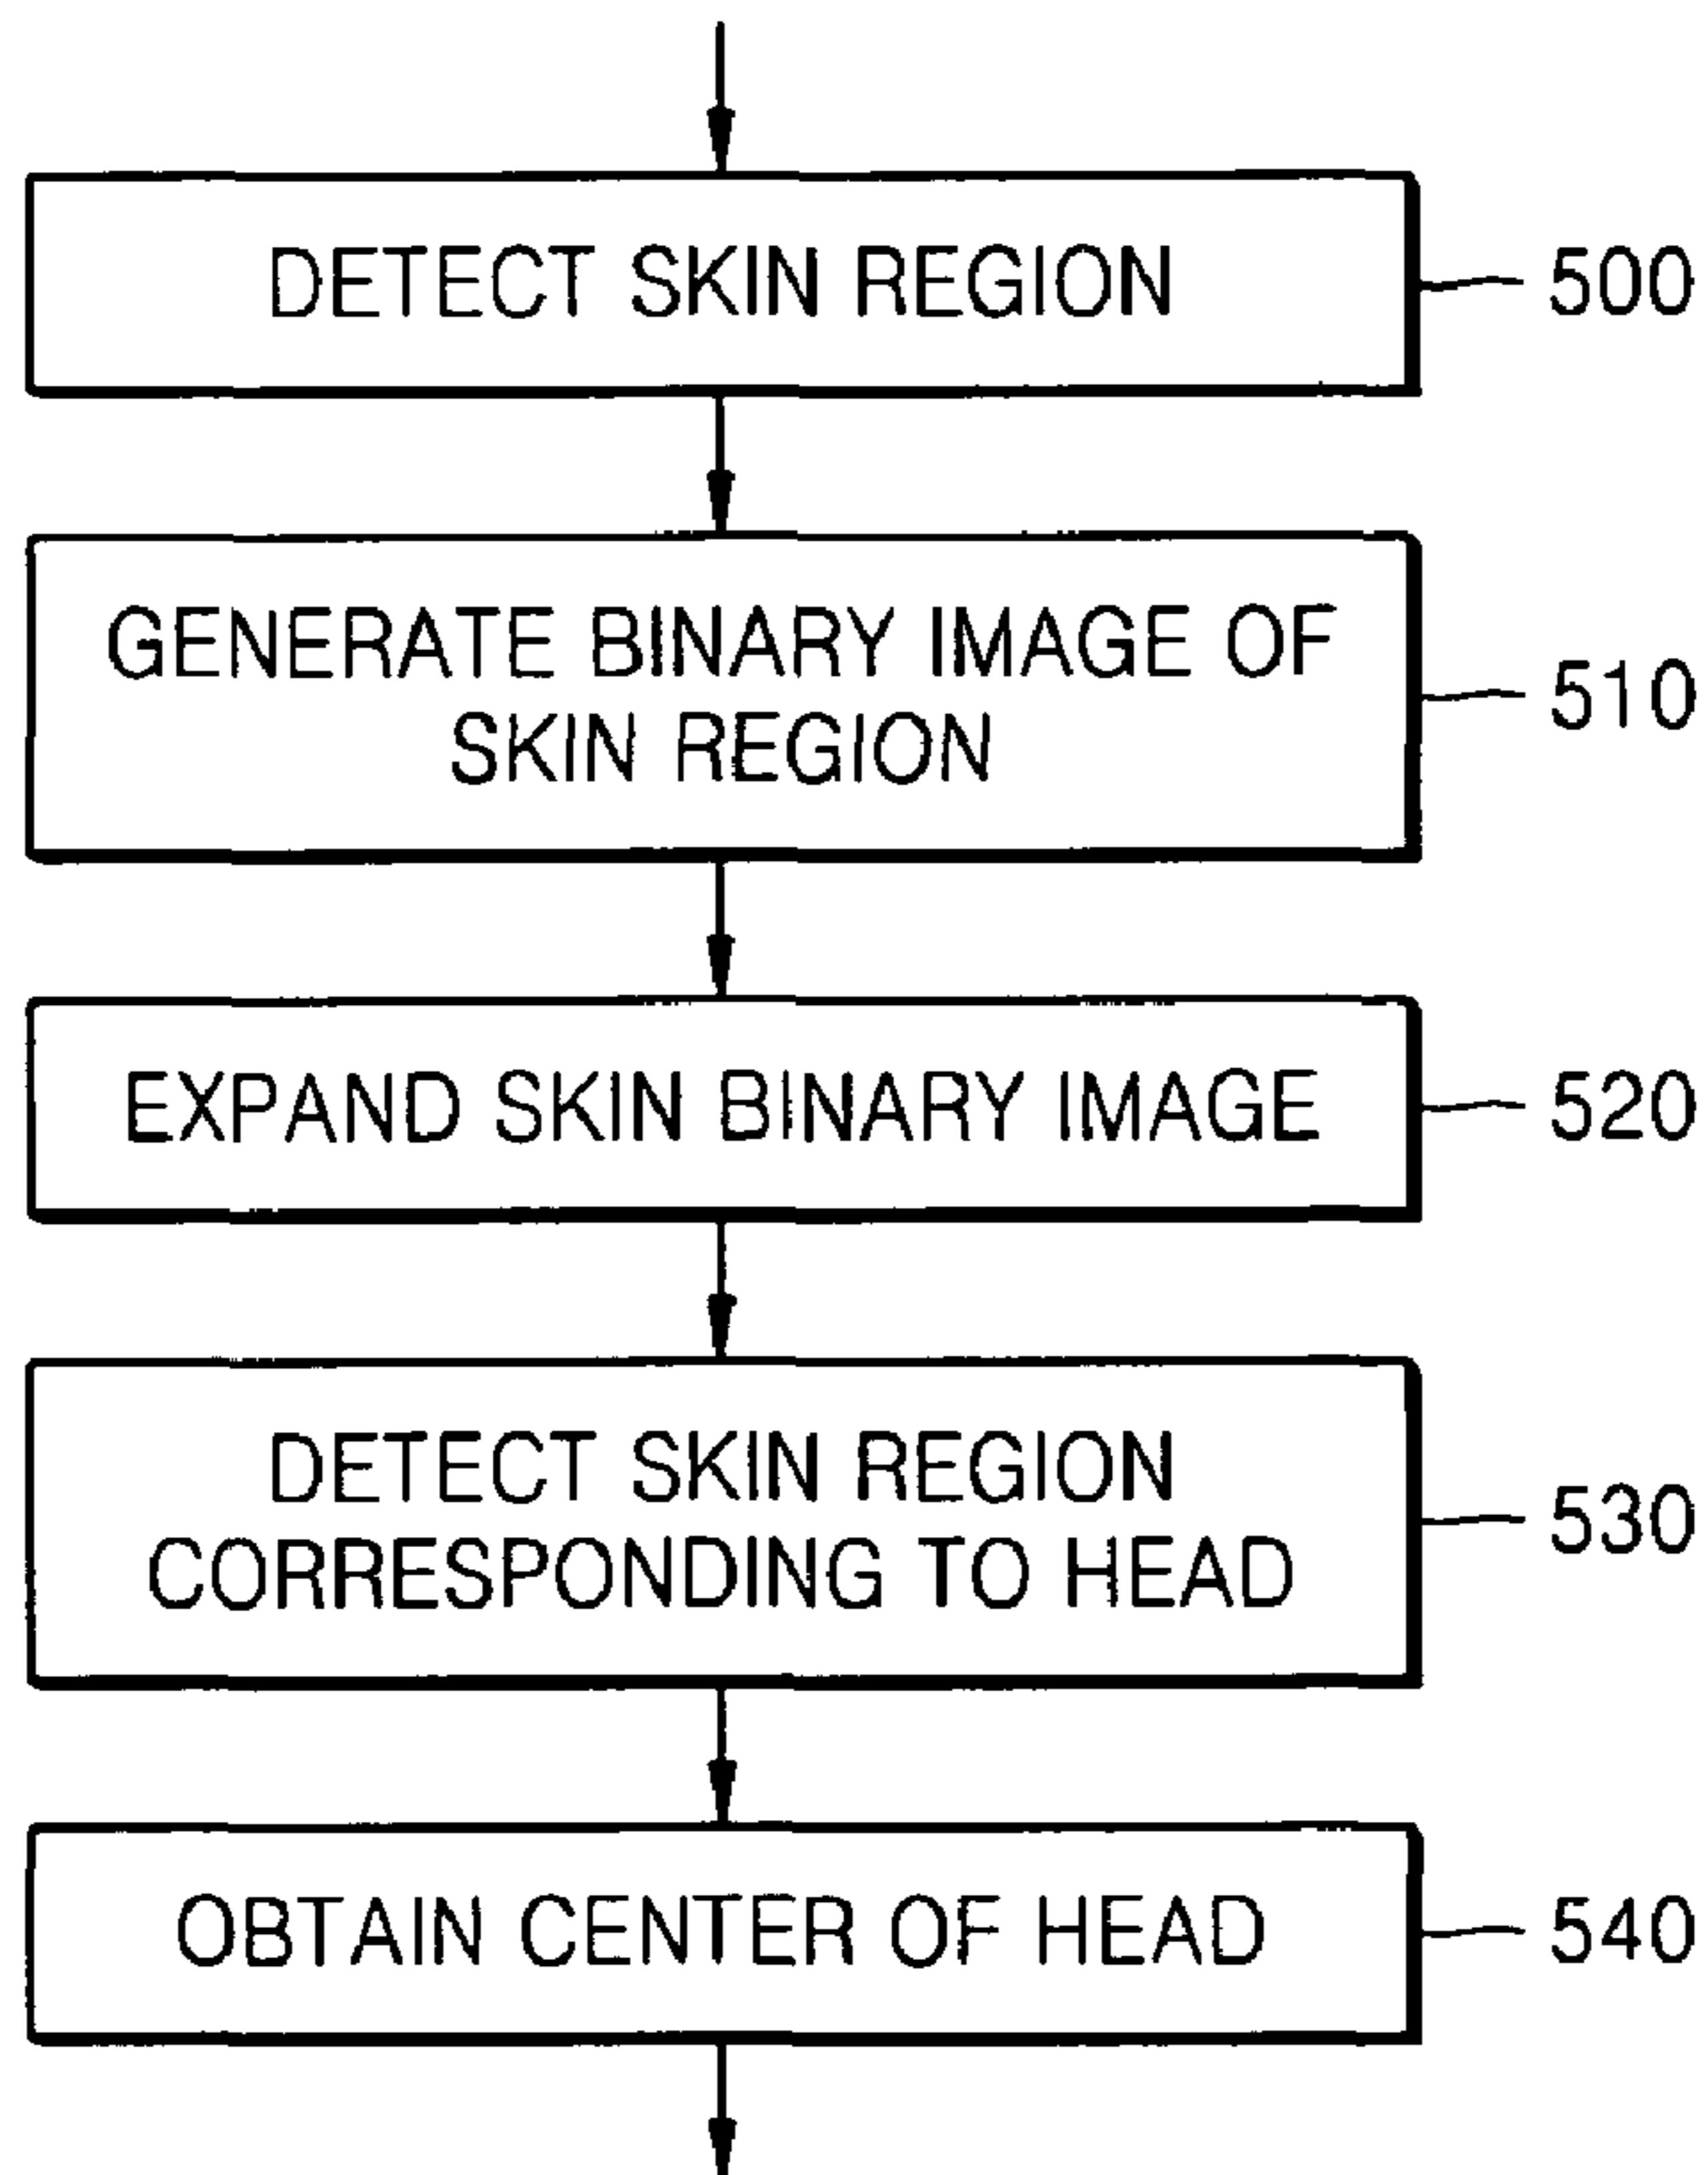 DETECT SKIN REGION
500
GENERATE BINARY IMAGE OF
SKIN REGION
510
EXPAND SKIN BINARY IMAGE
520
DETECT SKIN REGION
CORRESPONDING TO HEAD
530
OBTAIN CENTER OF HEAD
540